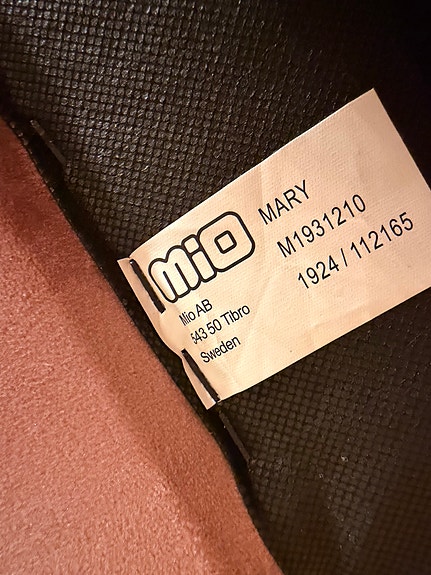 mio
Mio AB
543 50 Tibro
Sweden
MARY
M1931210
1924 / 112165